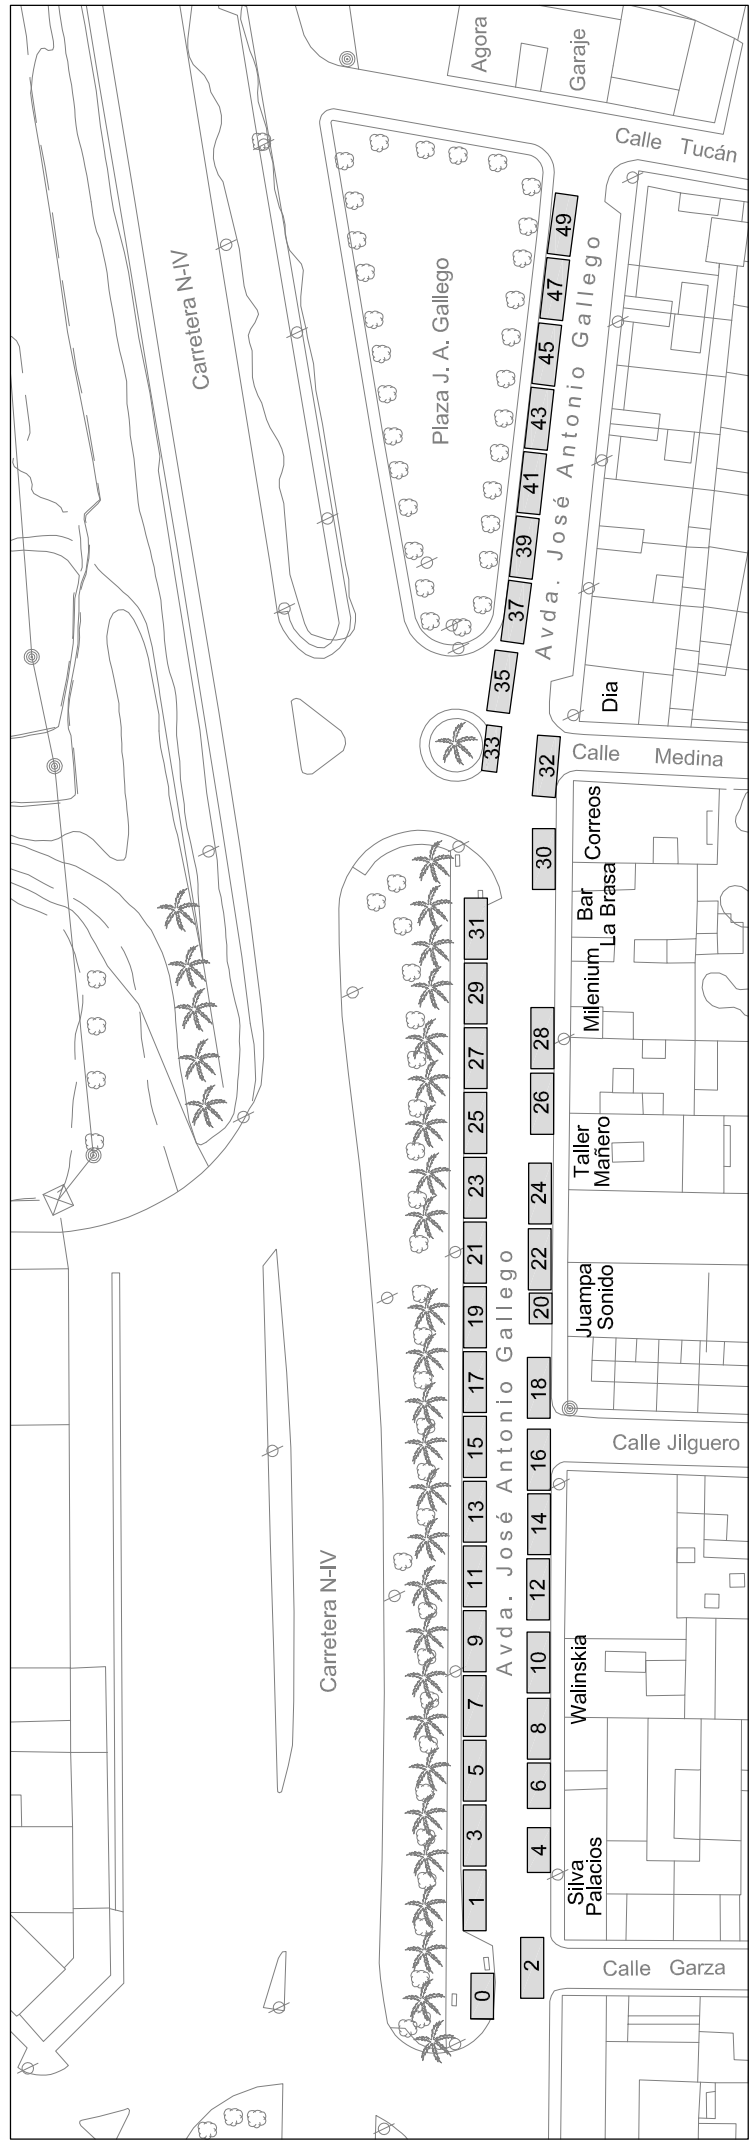 Agora
Garaje
Calle Tucán
Carretera N-IV
Plaza J. A. Gallego
Avda. José Antonio Gallego
49
47
45
43
41
39
37
35
33
Dia
32
Calle Medina
30
Correos
Bar
La Brasa
31
29
27
25
23
21
19
17
15
13
11
9
7
5
3
1
0
Milenium
28
26
Taller
Mañero
24
22
20
Juampa
Sonido
18
Calle Jilguero
16
14
12
10
8
6
4
2
Avda. José Antonio Gallego
Carretera N-IV
Walinskia
Silva
Palacios
Calle Garza